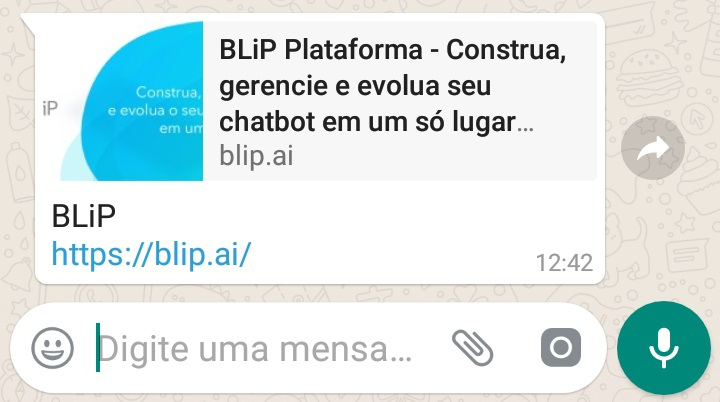 BLiP Plataforma - Construa,
gerencie e evolua seu
chatbot em um só lugar...
blip.ai
iP
Construa,
e evolua o seu
em um
BLiP
https://blip.ai/
12:42
Digite uma mensa...